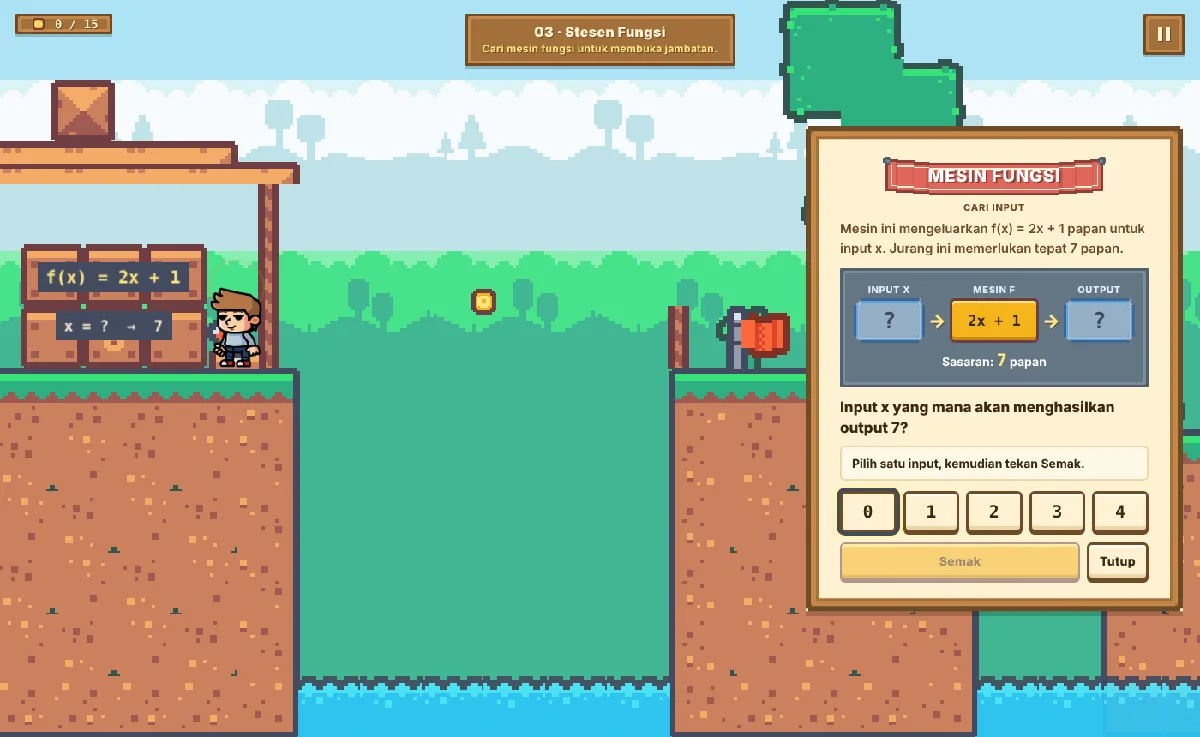 0 / 15
03 · Stesen Fungsi
Cari mesin fungsi untuk membuka jambatan.
f(x) = 2x + 1
x = ? → 7
MESIN FUNGSI
CARI INPUT
Mesin ini mengeluarkan f(x) = 2x + 1 papan untuk
input x. Jurang ini memerlukan tepat 7 papan.
INPUT X MESIN F OUTPUT
? → 2x + 1 → ?
Sasaran: 7 papan
Input x yang mana akan menghasilkan
output 7?
Pilih satu input, kemudian tekan Semak.
0 1 2 3 4
Semak Tutup